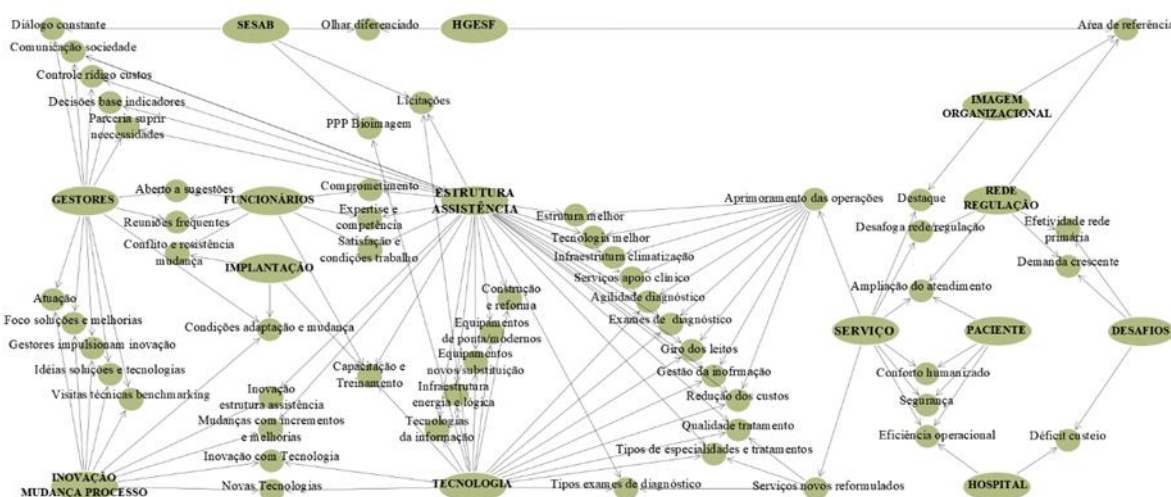 Diálogo constante
SESAB
Olhar diferenciado
HGESF
Área de referência
Comunicação sociedade
Controle rídigo custos
Decisões base indicadores
Parceria suprir
neecessidades
Licitações
PPP Bioimagem
IMAGEM
ORGANIZACIONAL
GESTORES
Aberto a sugestões
FUNCIONÁRIOS
Comprometimento
ESTRUTURA
ASSISTÊNCIA
Aprimoramento das operações
Destaque
REDE
REGULAÇÃO
Reuniões frequentes
Expertise e
competência
Estrutura melhor
Desafoga rede/regulação
Efetividade rede
primária
Conflito e resistência
mudança
Satisfação e
condições trabalho
Tecnologia melhor
Infraestrutura climatização
Demanda crescente
IMPLANTAÇÃO
Serviços apoio clínico
Ampliação do atendimento
Atuação
Construção
e reforma
Agilidade diagnóstico
Foco soluções e melhorias
Condições adaptação e mudança
Equipamentos
de ponta/modernos
Exames de diagnóstico
SERVIÇO
PACIENTE
DESAFIOS
Gestores impulsionam inovação
Equipamentos
novos substituição
Giro dos leitos
Idéias soluções e tecnologias
Capacitação e
Treinamento
Gestão da inofrmação
Conforto humanizado
Visitas técnicas benchmarking
Inovação
estrutura assistência
Infraestrutura
energia e lógica
Redução dos custos
Segurança
Mudanças com incrementos
e melhorias
Tecnologias
da informação
Qualidade tratamento
Eficiência operacional
Déficit custeio
Inovação com Tecnologia
Tipos de especialidades e tratamentos
INOVAÇÃO
MUDANÇA PROCESSO
Novas Tecnologias
TECNOLOGIA
Tipos exames de diagnóstico
Serviços novos reformulados
HOSPITAL